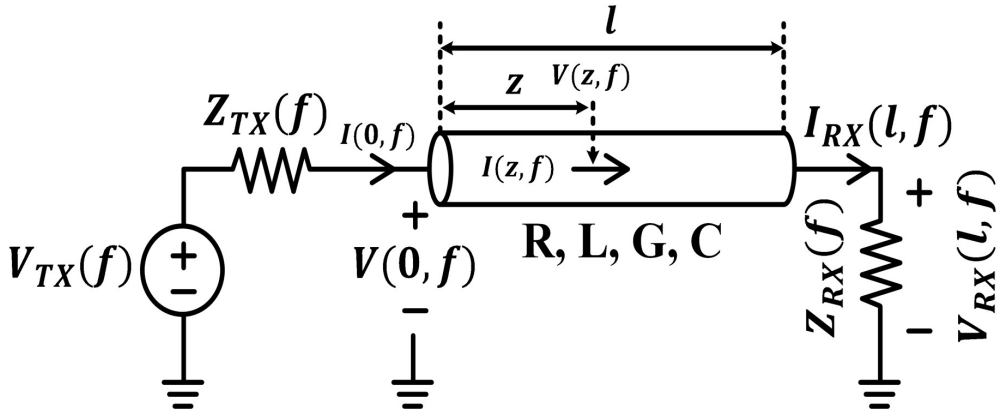 l
z
V(z,f)
Z_TX(f)
I(0,f)
I(z,f)
I_RX(l,f)
V_TX(f)
+
−
+
V(0,f)
−
R, L, G, C
Z_RX(f)
+
V_RX(l,f)
−